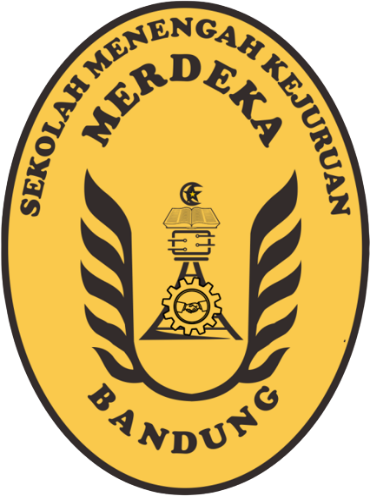 SEKOLAH MENENGAH KEJURUAN
MERDEKA
BANDUNG